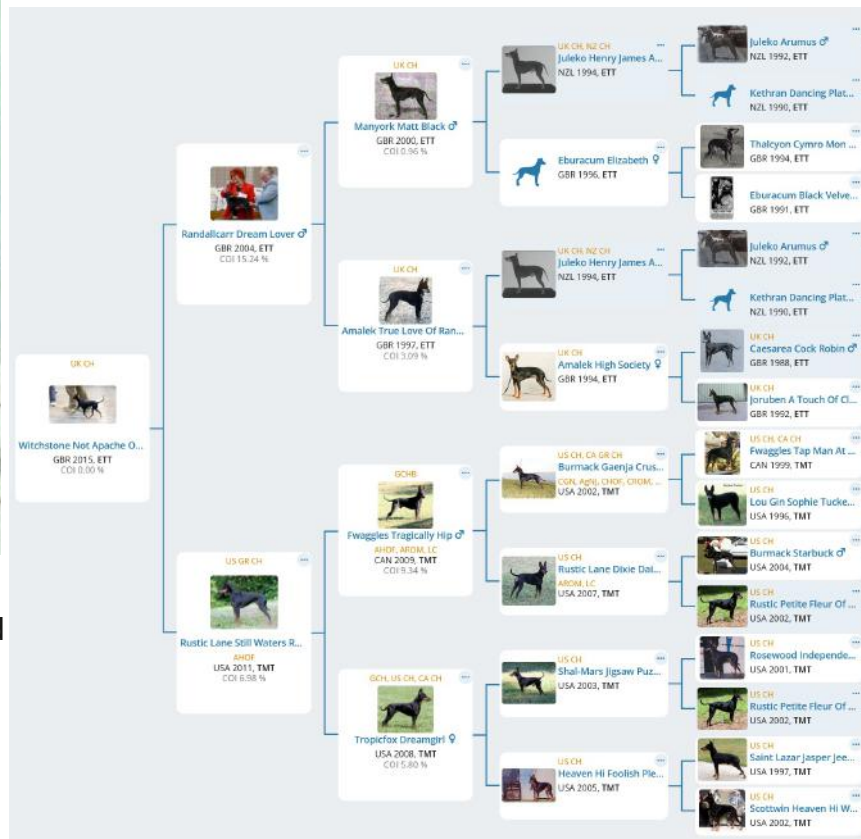 UK CH
Witchstone Not Apache O...
GBR 2015, ETT
COI 0.00 %
Randallcarr Dream Lover ♂
GBR 2004, ETT
COI 15.24 %
US GR CH
Rustic Lane Still Waters R...
AHOF
USA 2011, TMT
COI 6.98 %
UK CH
Manyork Matt Black ♂
GBR 2000, ETT
COI 0.96 %
UK CH
Amalek True Love Of Ran...
GBR 1997, ETT
COI 3.09 %
GCHB
Fwaggles Tragically Hip ♂
AHOF, AROM, LC
CAN 2009, TMT
COI 9.34 %
GCH, US CH, CA CH
Tropicfox Dreamgirl ♀
USA 2008, TMT
COI 5.80 %
UK CH, NZ CH
Juleko Henry James A...
NZL 1994, ETT
Eburacum Elizabeth ♀
GBR 1996, ETT
UK CH, NZ CH
Juleko Henry James A...
NZL 1994, ETT
UK CH
Amalek High Society ♀
GBR 1994, ETT
US CH, CA GR CH
Burmack Gaenja Crus...
CGN, AgNJ, CHOF, CROM, ...
USA 2002, TMT
US CH
Rustic Lane Dixie Dai...
AROM, LC
USA 2007, TMT
US CH
Shal-Mars Jigsaw Puz...
USA 2003, TMT
US CH
Heaven Hi Foolish Ple...
USA 2005, TMT
Juleko Arumus ♂
NZL 1992, ETT
Kethran Dancing Plat...
NZL 1990, ETT
Thalcyon Cymro Mon ...
GBR 1994, ETT
Eburacum Black Velve...
GBR 1991, ETT
Juleko Arumus ♂
NZL 1992, ETT
Kethran Dancing Plat...
NZL 1990, ETT
UK CH
Caesarea Cock Robin ♂
GBR 1988, ETT
UK CH
Joruben A Touch Of Cl...
GBR 1992, ETT
US CH, CA CH
Fwaggles Tap Man At ...
CAN 1999, TMT
US CH
Lou Gin Sophie Tucke...
USA 1996, TMT
US CH
Burmack Starbuck ♂
USA 2004, TMT
US CH
Rustic Petite Fleur Of ...
USA 2002, TMT
US CH
Rosewood Independe...
USA 2001, TMT
US CH
Rustic Petite Fleur Of ...
USA 2002, TMT
US CH
Saint Lazar Jasper Jee...
USA 1997, TMT
US CH
Scottwin Heaven Hi W...
USA 2002, TMT